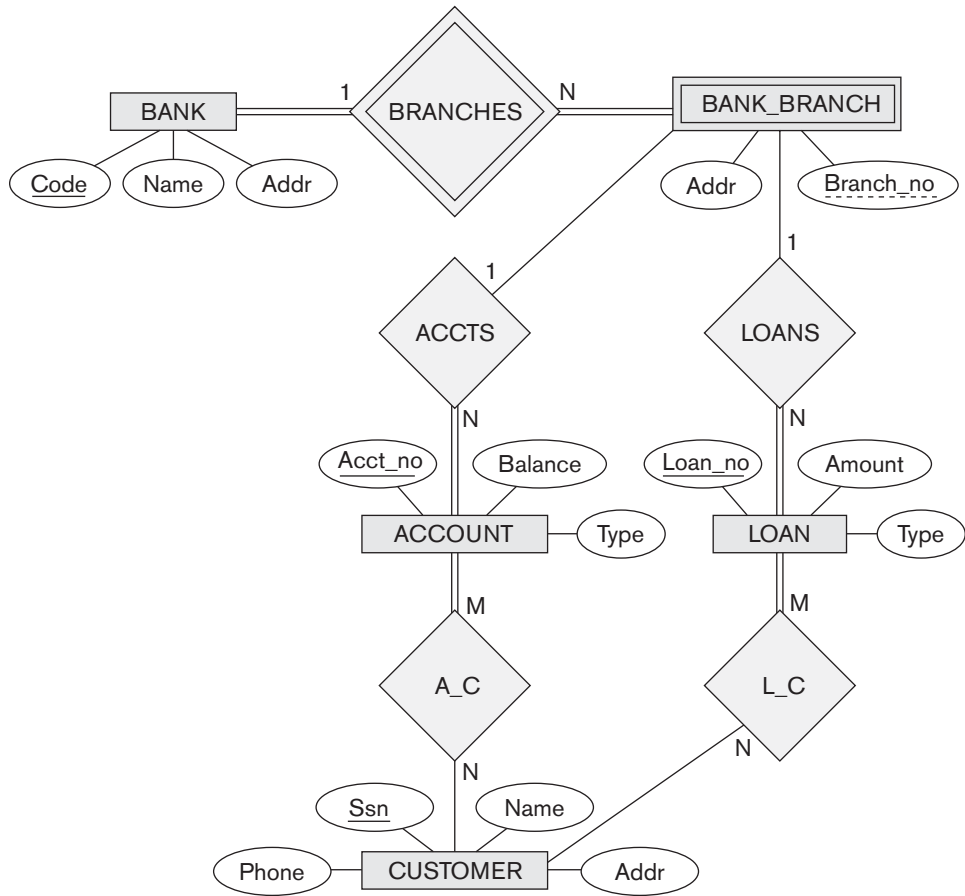 1
BRANCHES
N
BANK
BANK_BRANCH
Code
Name
Addr
Addr
Branch_no
1
1
ACCTS
LOANS
N
N
Acct_no
Balance
Loan_no
Amount
ACCOUNT
Type
LOAN
Type
M
M
A_C
L_C
N
N
Ssn
Name
Phone
CUSTOMER
Addr